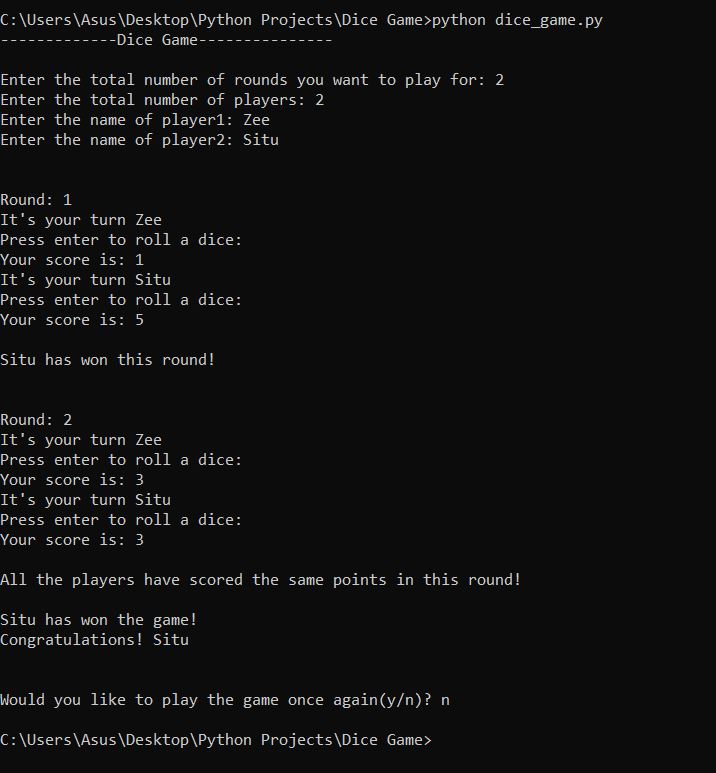 C:\Users\Asus\Desktop\Python Projects\Dice Game>python dice_game.py
-------------Dice Game---------------
Enter the total number of rounds you want to play for: 2
Enter the total number of players: 2
Enter the name of player1: Zee
Enter the name of player2: Situ
Round: 1
It's your turn Zee
Press enter to roll a dice:
Your score is: 1
It's your turn Situ
Press enter to roll a dice:
Your score is: 5
Situ has won this round!
Round: 2
It's your turn Zee
Press enter to roll a dice:
Your score is: 3
It's your turn Situ
Press enter to roll a dice:
Your score is: 3
All the players have scored the same points in this round!
Situ has won the game!
Congratulations! Situ
Would you like to play the game once again(y/n)? n
C:\Users\Asus\Desktop\Python Projects\Dice Game>